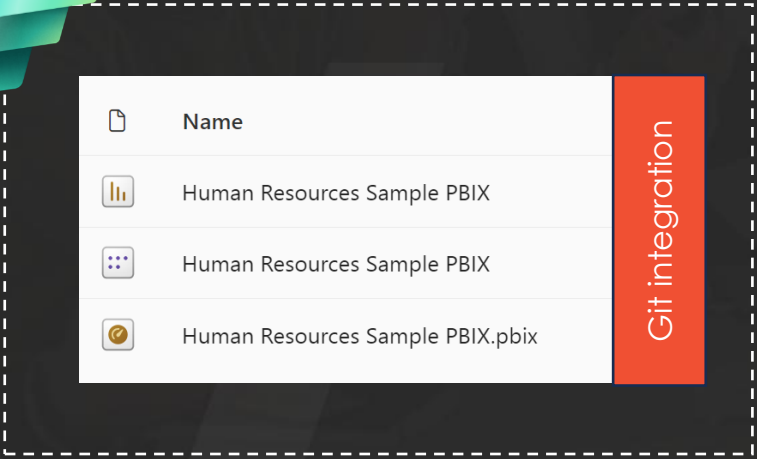 Name
Human Resources Sample PBIX
Human Resources Sample PBIX
Human Resources Sample PBIX.pbix
Git integration